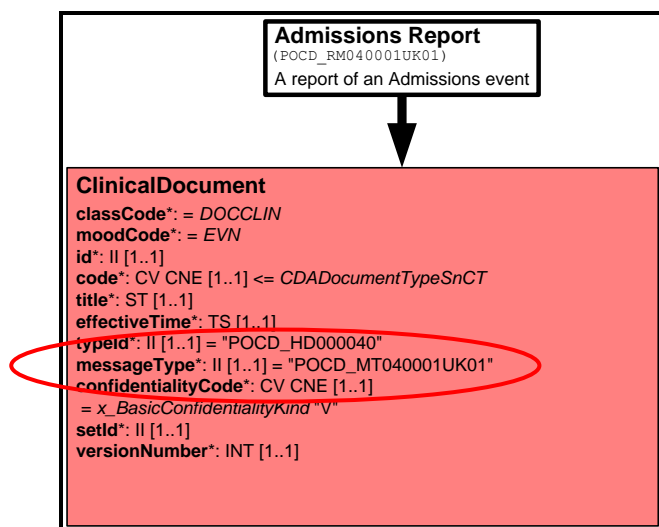 Admissions Report
(POCD_RM040001UK01)
A report of an Admissions event
ClinicalDocument
classCode*: = DOCCLIN
moodCode*: = EVN
id*: II [1..1]
code*: CV CNE [1..1] <= CDADocumentTypeSnCT
title*: ST [1..1]
effectiveTime*: TS [1..1]
typeId*: II [1..1] = "POCD_HD000040"
messageType*: II [1..1] = "POCD_MT040001UK01"
confidentialityCode*: CV CNE [1..1]
= x_BasicConfidentialityKind "V"
setId*: II [1..1]
versionNumber*: INT [1..1]